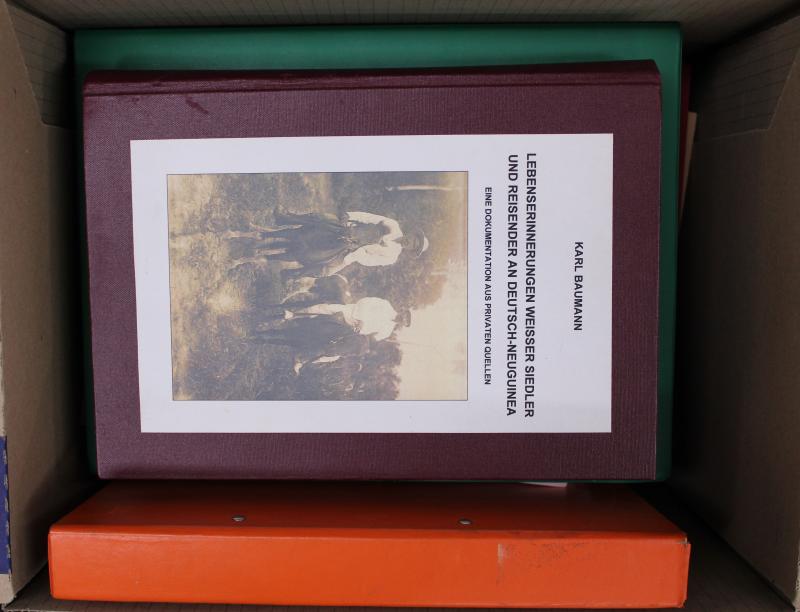 KARL BAUMANN
LEBENSERINNERUNGEN WEISSER SIEDLER
UND REISENDER AN DEUTSCH-NEUGUINEA
EINE DOKUMENTATION AUS PRIVATEN QUELLEN